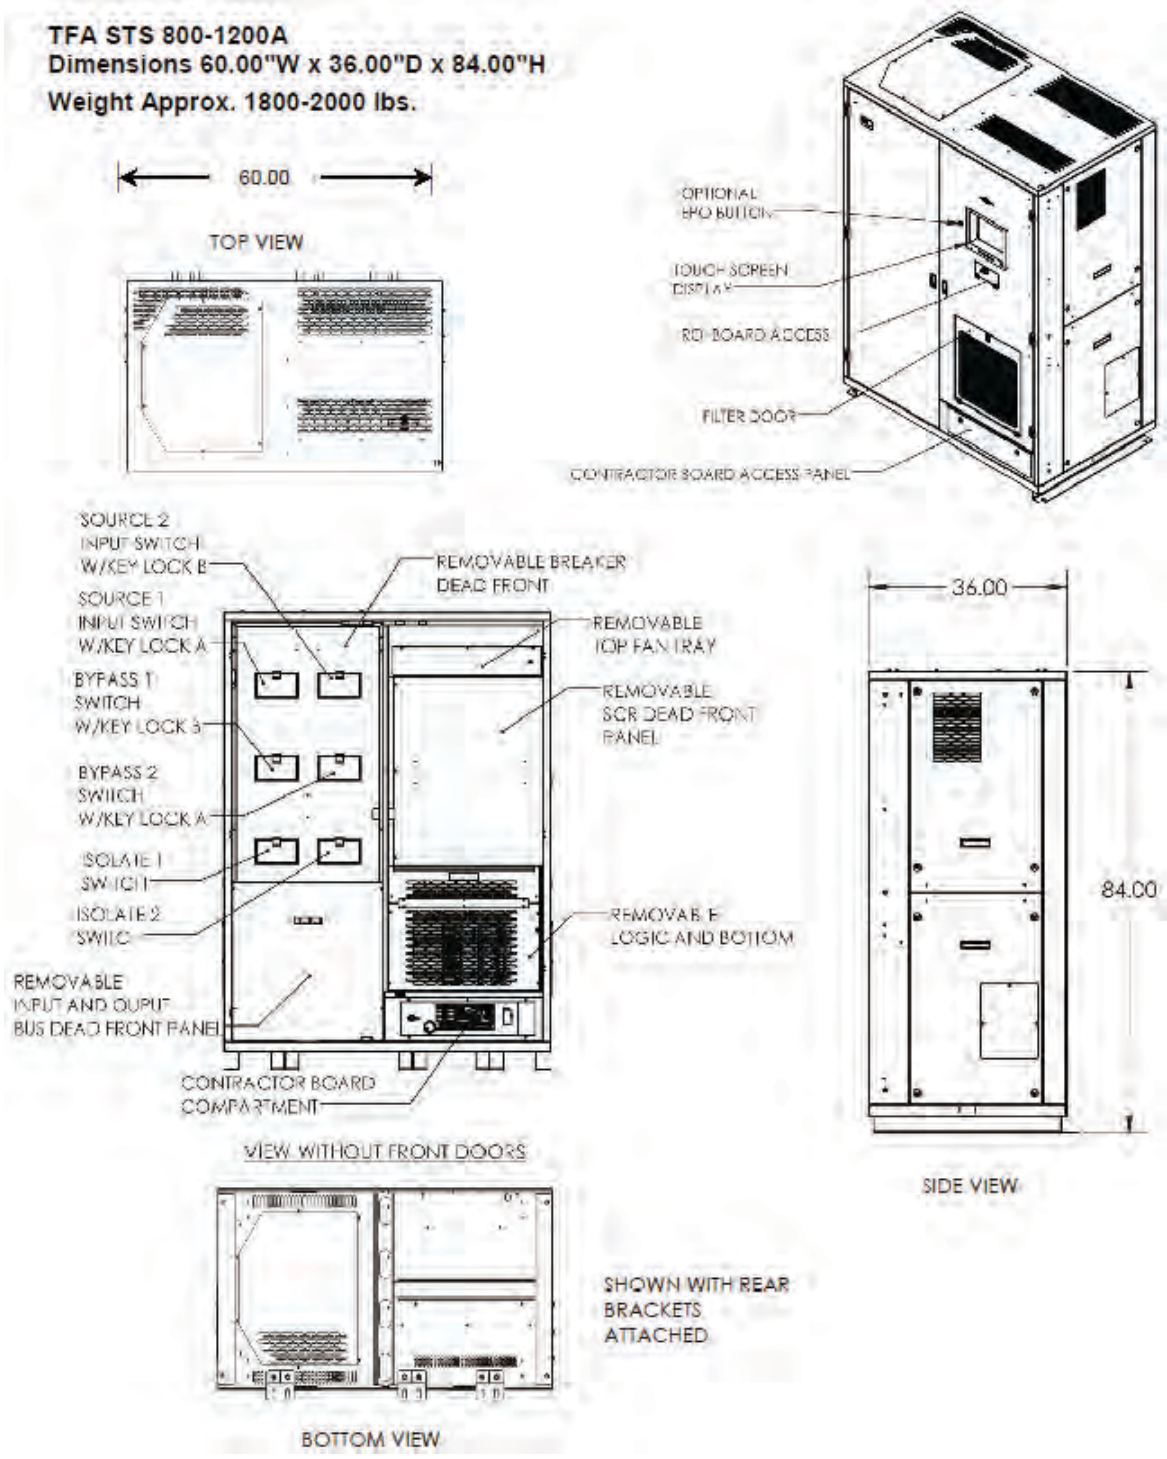 TFA STS 800-1200A
Dimensions 60.00"W x 36.00"D x 84.00"H
Weight Approx. 1800-2000 lbs.
60.00
TOP VIEW
OPTIONAL
EPO BUTTON
TOUCH SCREEN
DISPLAY
BOARD ACCESS
FILTER DOOR
CONTRACTOR BOARD ACCESS PANEL
SOURCE 2
INPUT SWITCH
W/KEY LOCK B
SOURCE 1
INPUT SWITCH
W/KEY LOCK A
BYPASS 1
SWITCH
W/KEY LOCK B
BYPASS 2
SWITCH
W/KEY LOCK A
ISOLATE 1
SWITCH
ISOLATE 2
SWITC
REMOVABLE
INPUT AND OUPUT
BUS DEAD FRONT PANEL
REMOVABLE BREAKER
DEAD FRONT
REMOVABLE
TOP FAN TRAY
REMOVABLE
SCR DEAD FRONT
PANEL
REMOVABLE
LOGIC AND BOTTOM
CONTRACTOR BOARD
COMPARTMENT
VIEW WITHOUT FRONT DOORS
36.00
84.00
SIDE VIEW
SHOWN WITH REAR
BRACKETS
ATTACHED
BOTTOM VIEW